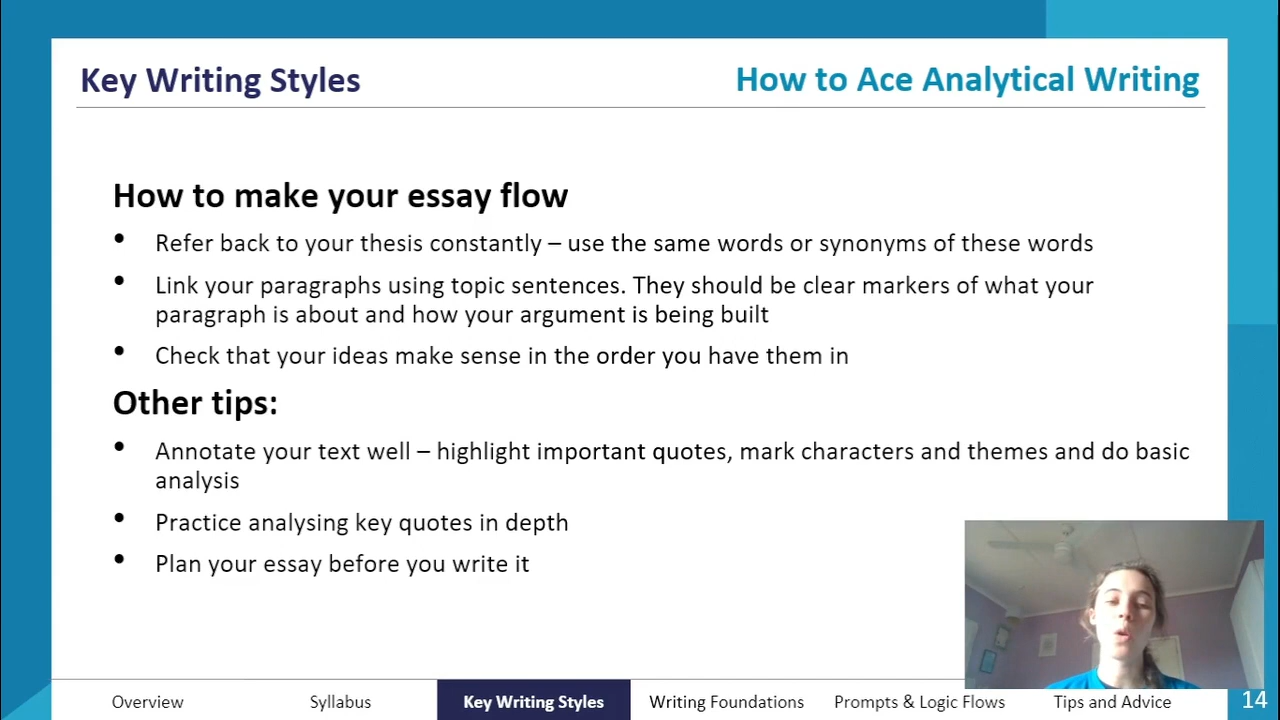 Key Writing Styles
How to Ace Analytical Writing
How to make your essay flow
• Refer back to your thesis constantly – use the same words or synonyms of these words
• Link your paragraphs using topic sentences. They should be clear markers of what your
paragraph is about and how your argument is being built
• Check that your ideas make sense in the order you have them in
Other tips:
• Annotate your text well – highlight important quotes, mark characters and themes and do basic
analysis
• Practice analysing key quotes in depth
• Plan your essay before you write it
Overview
Syllabus
Key Writing Styles
Writing Foundations
Prompts & Logic Flows
Tips and Advice
14